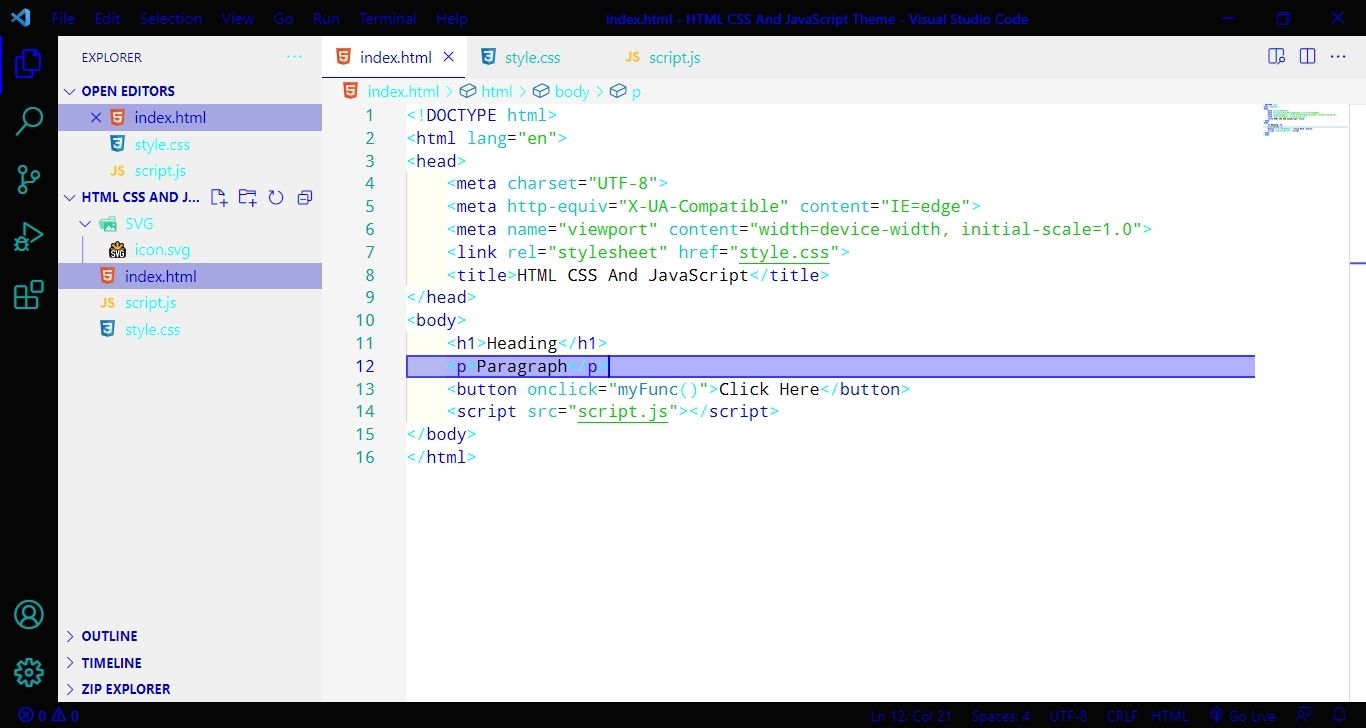 File Edit Selection View Go Run Terminal Help index.html - HTML CSS And JavaScript Theme - Visual Studio Code
EXPLORER ...
OPEN EDITORS
index.html
style.css
JS script.js
HTML CSS AND J...
SVG
SVG icon.svg
index.html
JS script.js
style.css
OUTLINE
TIMELINE
ZIP EXPLORER
index.html style.css JS script.js
index.html > html > body > p
1 <!DOCTYPE html>
2 <html lang="en">
3 <head>
4 <meta charset="UTF-8">
5 <meta http-equiv="X-UA-Compatible" content="IE=edge">
6 <meta name="viewport" content="width=device-width, initial-scale=1.0">
7 <link rel="stylesheet" href="style.css">
8 <title>HTML CSS And JavaScript</title>
9 </head>
10 <body>
11 <h1>Heading</h1>
12 <p>Paragraph</p>
13 <button onclick="myFunc()">Click Here</button>
14 <script src="script.js"></script>
15 </body>
16 </html>
0 0 Ln 12, Col 21 Spaces: 4 UTF-8 CRLF HTML Go Live